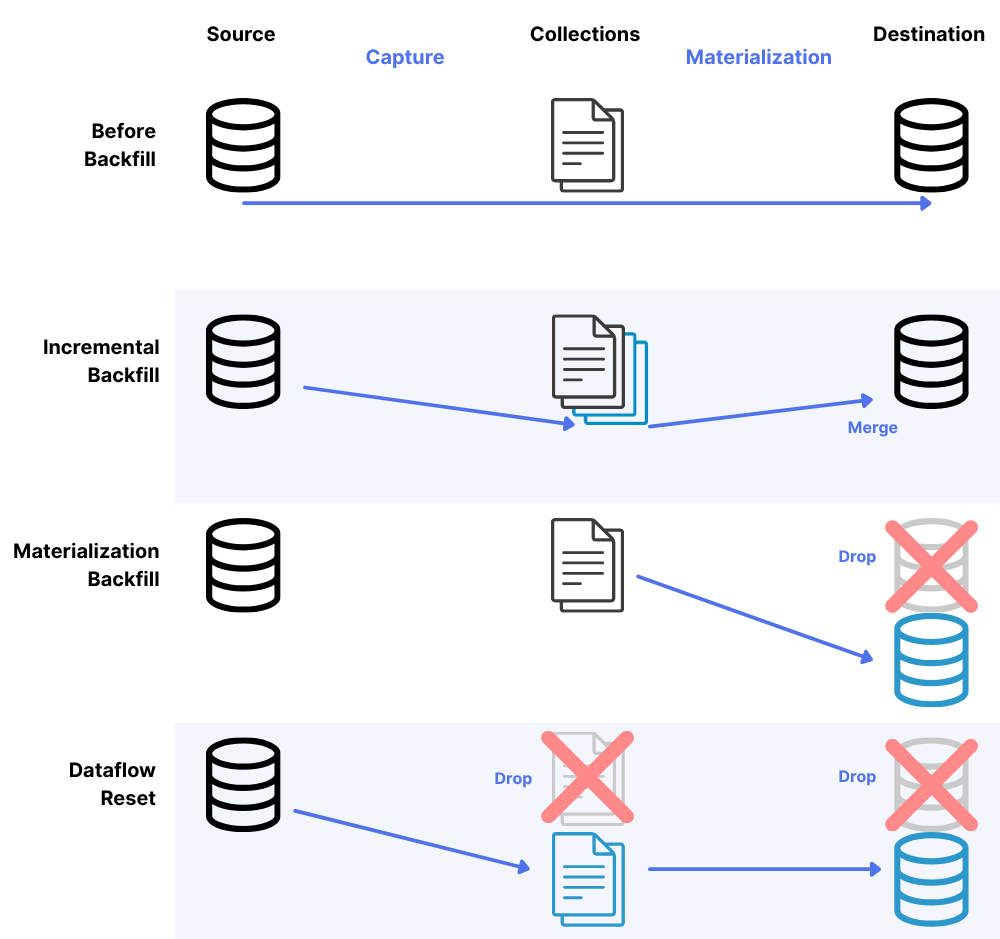 Source
Collections
Destination
Capture
Materialization
Before
Backfill
Incremental
Backfill
Merge
Materialization
Backfill
Drop
Dataflow
Reset
Drop
Drop